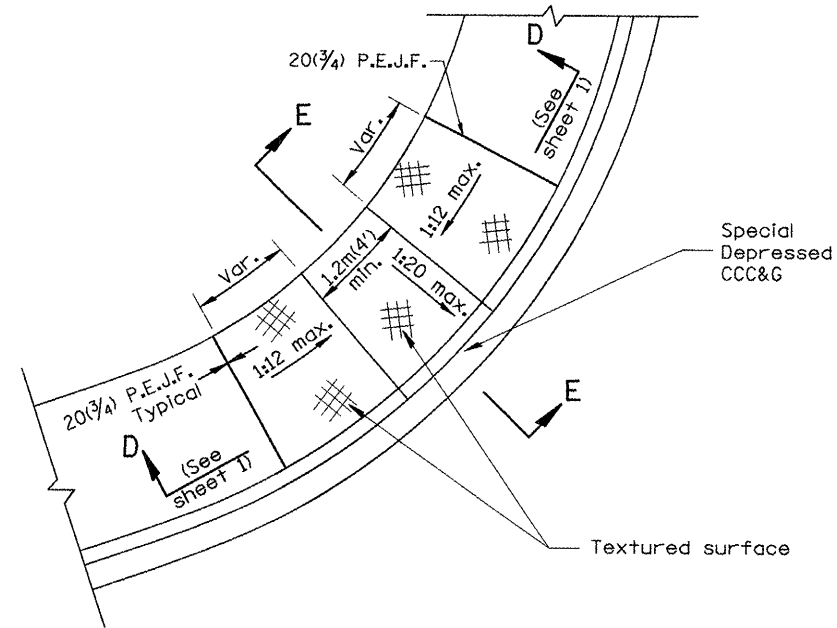 D
20(3/4) P.E.J.F.
(See
sheet 1)
E
Var.
1:12 max.
Special
Depressed
CCC&G
1.2m(4')
min.
1:20 max.
Var.
1:12 max.
20(3/4) P.E.J.F.
Typical
E
D
(See
sheet 1)
Textured surface